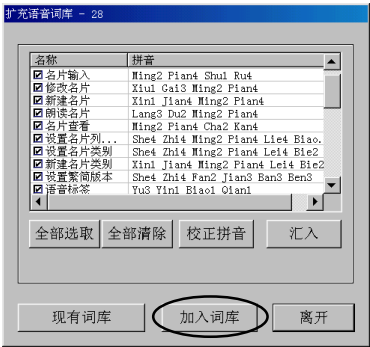 扩充语音词库 - 28
名称 拼音
名片输入 Ming2 Pian4 Shu1 Ru4
修改名片 Xiu1 Gai3 Ming2 Pian4
新建名片 Xin1 Jian4 Ming2 Pian4
朗读名片 Lang3 Du2 Ming2 Pian4
名片查看 Ming2 Pian4 Cha2 Kan4
设置名片列... She4 Zhi4 Ming2 Pian4 Lie4 Biao.
设置名片类别 She4 Zhi4 Ming2 Pian4 Lei4 Bie2
新建名片类别 Xin1 Jian4 Ming2 Pian4 Lei4 Bie2
设置繁简版本 She4 Zhi4 Fan2 Jian3 Ban3 Ben3
语音标签 Yu3 Yin1 Biao1 Qian1
全部选取 全部清除 校正拼音 汇入
现有词库 加入词库 离开